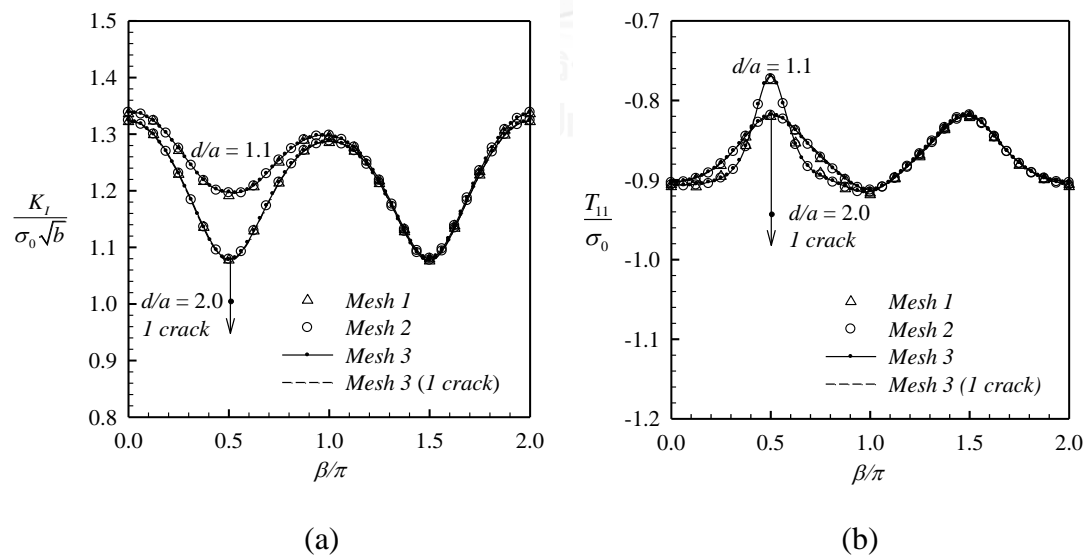 1.5
1.4
1.3
1.2
1.1
1.0
0.9
0.8
K_I
σ_0√b
d/a = 1.1
d/a = 2.0
1 crack
Mesh 1
Mesh 2
Mesh 3
Mesh 3 (1 crack)
0.0 0.5 1.0 1.5 2.0
β/π
(a)
-0.7
-0.8
-0.9
-1.0
-1.1
-1.2
T_11
σ_0
d/a = 1.1
d/a = 2.0
1 crack
Mesh 1
Mesh 2
Mesh 3
Mesh 3 (1 crack)
0.0 0.5 1.0 1.5 2.0
β/π
(b)